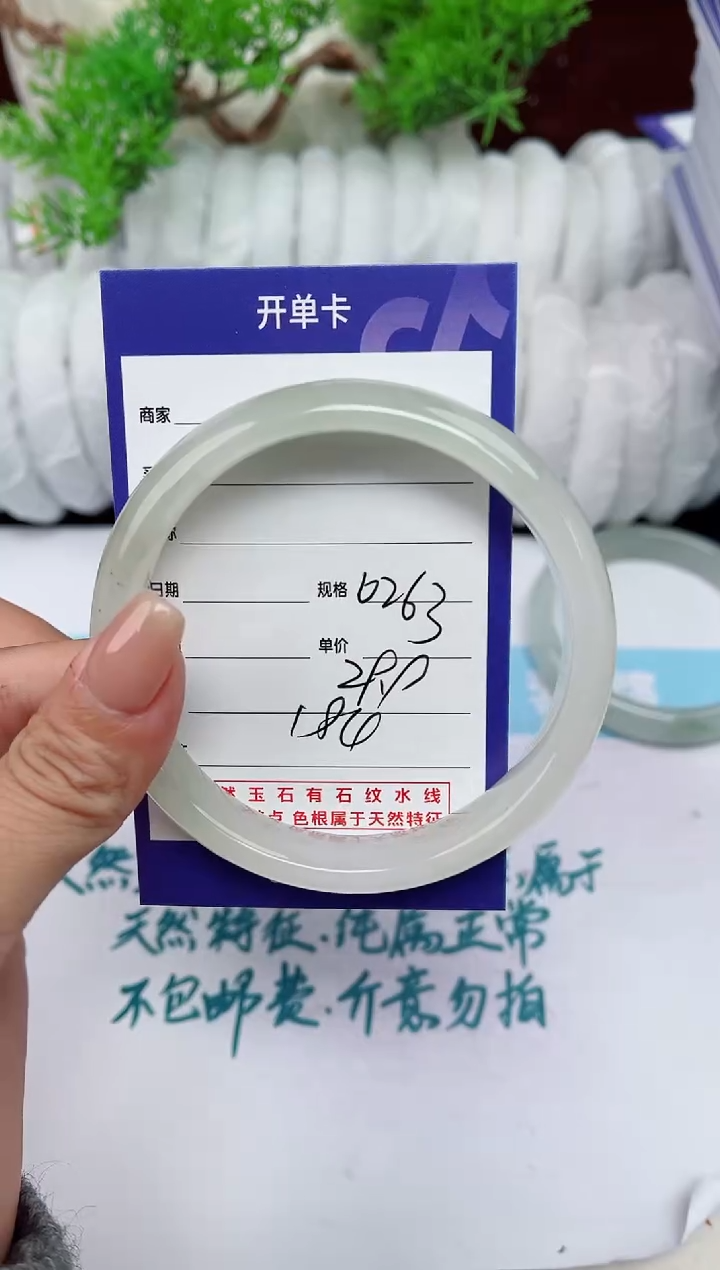 开单卡
商家
日期
规格 6263
单价
186
玉石有石纹水线
点 色根属于天然特征
然
属于
天然特征.纯属正常
不包邮费.介意勿拍